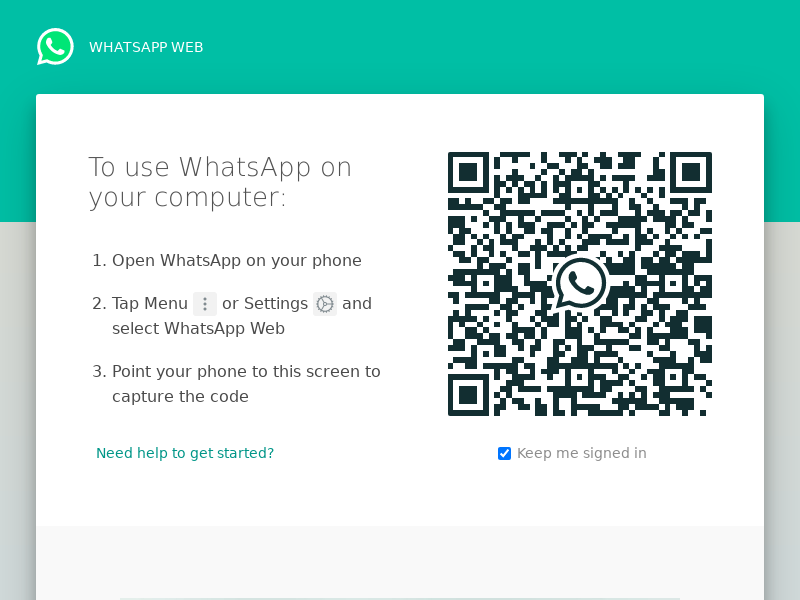 WHATSAPP WEB
To use WhatsApp on
your computer:
1. Open WhatsApp on your phone
2. Tap Menu or Settings and
select WhatsApp Web
3. Point your phone to this screen to
capture the code
Need help to get started?
Keep me signed in